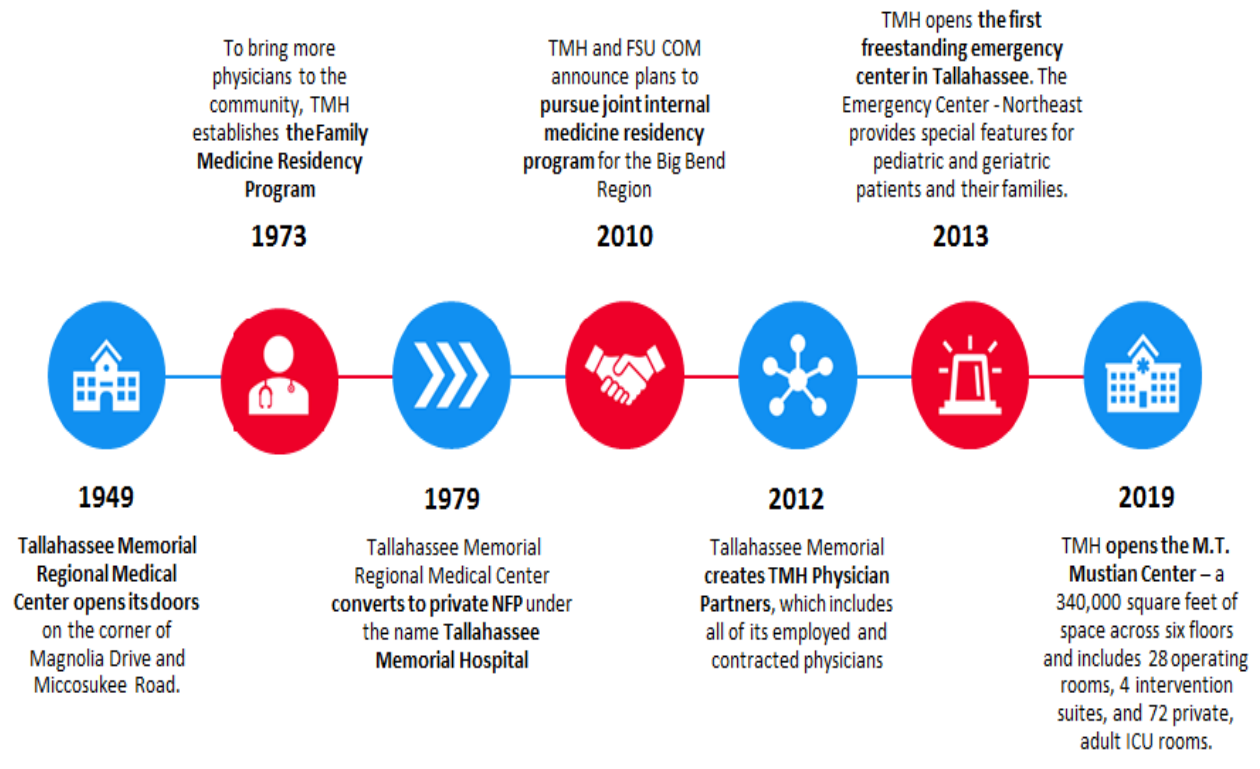 To bring more
physicians to the
community, TMH
establishes the Family
Medicine Residency
Program
1973
TMH and FSU COM
announce plans to
pursue joint internal
medicine residency
program for the Big Bend
Region
2010
TMH opens the first
freestanding emergency
center in Tallahassee. The
Emergency Center - Northeast
provides special features for
pediatric and geriatric
patients and their families.
2013
1949
Tallahassee Memorial
Regional Medical
Center opens its doors
on the corner of
Magnolia Drive and
Miccosukee Road.
1979
Tallahassee Memorial
Regional Medical Center
converts to private NFP under
the name Tallahassee
Memorial Hospital
2012
Tallahassee Memorial
creates TMH Physician
Partners, which includes
all of its employed and
contracted physicians
2019
TMH opens the M.T.
Mustian Center – a
340,000 square feet of
space across six floors
and includes 28 operating
rooms, 4 intervention
suites, and 72 private,
adult ICU rooms.